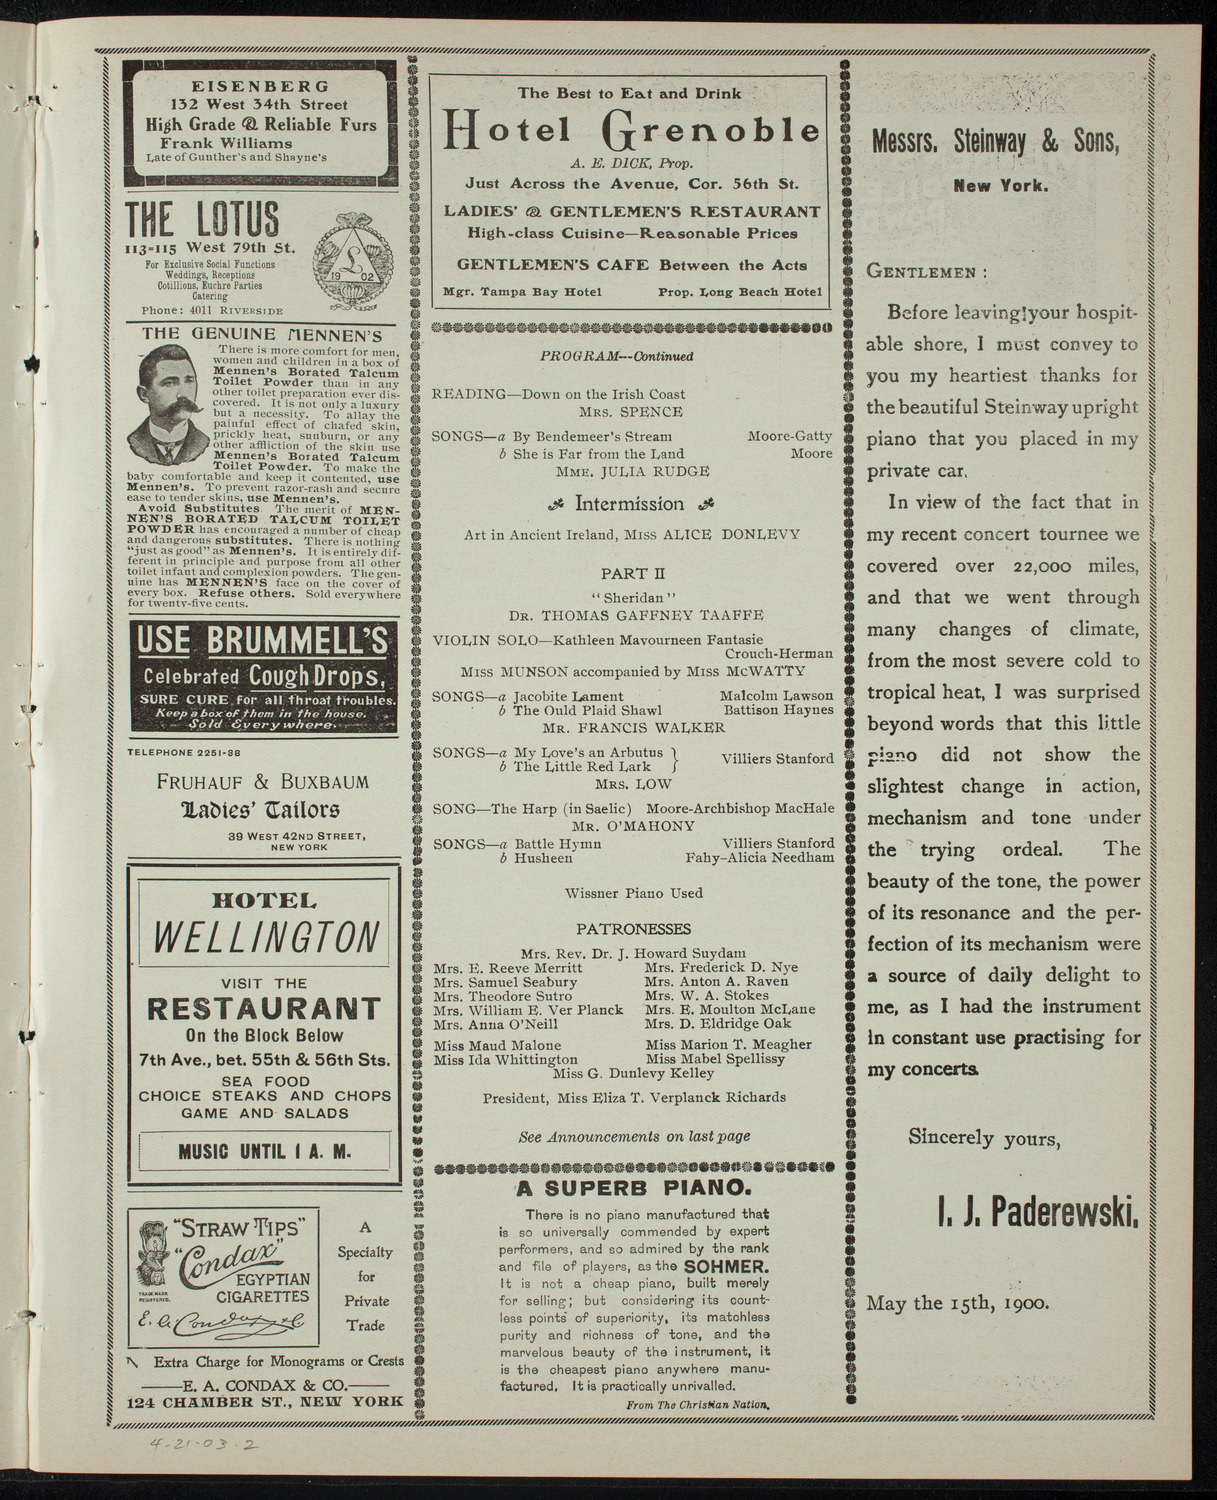 EISENBERG
132 West 34th Street
High Grade & Reliable Furs
Frank Williams
Late of Gunther's and Shayne's
THE LOTUS
113-115 West 79th St.
For Exclusive Social Functions
Weddings, Receptions
Cotillions, Euchre Parties
Catering
Phone: 4011 RIVERSIDE
L
19 02
THE GENUINE MENNEN'S
There is more comfort for men,
women and children in a box of
Mennen's Borated Talcum
Toilet Powder than in any
other toilet preparation ever dis-
covered. It is not only a luxury
but a necessity. To allay the
painful effect of chafed skin,
prickly heat, sunburn, or any
other affliction of the skin use
Mennen's Borated Talcum
Toilet Powder. To make the
baby comfortable and keep it contented, use
Mennen's. To prevent razor-rash and secure
ease to tender skins, use Mennen's.
Avoid Substitutes The merit of MEN-
NEN'S BORATED TALCUM TOILET
POWDER has encouraged a number of cheap
and dangerous substitutes. There is nothing
"just as good" as Mennen's. It is entirely dif-
ferent in principle and purpose from all other
toilet infant and complexion powders. The gen-
uine has MENNEN'S face on the cover of
every box. Refuse others. Sold everywhere
for twenty-five cents.
USE BRUMMELL'S
Celebrated Cough Drops,
SURE CURE for all throat troubles.
Keep a box of them in the house.
Sold Everywhere.
TELEPHONE 2251-38
FRUHAUF & BUXBAUM
Ladies' Tailors
39 WEST 42ND STREET,
NEW YORK
HOTEL
WELLINGTON
VISIT THE
RESTAURANT
On the Block Below
7th Ave., bet. 55th & 56th Sts.
SEA FOOD
CHOICE STEAKS AND CHOPS
GAME AND SALADS
MUSIC UNTIL 1 A. M.
"STRAW TIPS"
"Condax"
EGYPTIAN
CIGARETTES
TRADE MARK
REGISTERED.
E. A. Condax & Co
A
Specialty
for
Private
Trade
Extra Charge for Monograms or Crests
E. A. CONDAX & CO.
124 CHAMBER ST., NEW YORK
4-21-03-2
The Best to Eat and Drink
Hotel Grenoble
A. E. DICK, Prop.
Just Across the Avenue, Cor. 56th St.
LADIES' & GENTLEMEN'S RESTAURANT
High-class Cuisine—Reasonable Prices
GENTLEMEN'S CAFE Between the Acts
Mgr. Tampa Bay Hotel Prop. Long Beach Hotel
PROGRAM---Continued
READING—Down on the Irish Coast
MRS. SPENCE
SONGS—a By Bendemeer's Stream Moore-Gatty
b She is Far from the Land Moore
MME. JULIA RUDGE
Intermission
Art in Ancient Ireland, MISS ALICE DONLEVY
PART II
"Sheridan"
DR. THOMAS GAFFNEY TAAFFE
VIOLIN SOLO—Kathleen Mavourneen Fantasie
Crouch-Herman
MISS MUNSON accompanied by MISS MCWATTY
SONGS—a Jacobite Lament Malcolm Lawson
b The Ould Plaid Shawl Battison Haynes
MR. FRANCIS WALKER
SONGS—a My Love's an Arbutus } Villiers Stanford
b The Little Red Lark }
MRS. LOW
SONG—The Harp (in Saelic) Moore-Archbishop MacHale
MR. O'MAHONY
SONGS—a Battle Hymn Villiers Stanford
b Husheen Fahy-Alicia Needham
Wissner Piano Used
PATRONESSES
Mrs. Rev. Dr. J. Howard Suydam
Mrs. E. Reeve Merritt Mrs. Frederick D. Nye
Mrs. Samuel Seabury Mrs. Anton A. Raven
Mrs. Theodore Sutro Mrs. W. A. Stokes
Mrs. William E. Ver Planck Mrs. E. Moulton McLane
Mrs. Anna O'Neill Mrs. D. Eldridge Oak
Miss Maud Malone Miss Marion T. Meagher
Miss Ida Whittington Miss Mabel Spellissy
Miss G. Dunlevy Kelley
President, Miss Eliza T. Verplanck Richards
See Announcements on last page
A SUPERB PIANO.
There is no piano manufactured that
is so universally commended by expert
performers, and so admired by the rank
and file of players, as the SOHMER.
It is not a cheap piano, built merely
for selling; but considering its count-
less points of superiority, its matchless
purity and richness of tone, and the
marvelous beauty of the instrument, it
is the cheapest piano anywhere manu-
factured. It is practically unrivalled.
From The Christian Nation.
Messrs. Steinway & Sons,
New York.
GENTLEMEN :
Before leaving your hospit-
able shore, I must convey to
you my heartiest thanks for
the beautiful Steinway upright
piano that you placed in my
private car.
In view of the fact that in
my recent concert tournee we
covered over 22,000 miles,
and that we went through
many changes of climate,
from the most severe cold to
tropical heat, I was surprised
beyond words that this little
piano did not show the
slightest change in action,
mechanism and tone under
the trying ordeal. The
beauty of the tone, the power
of its resonance and the per-
fection of its mechanism were
a source of daily delight to
me, as I had the instrument
in constant use practising for
my concerts.
Sincerely yours,
I. J. Paderewski.
May the 15th, 1900.